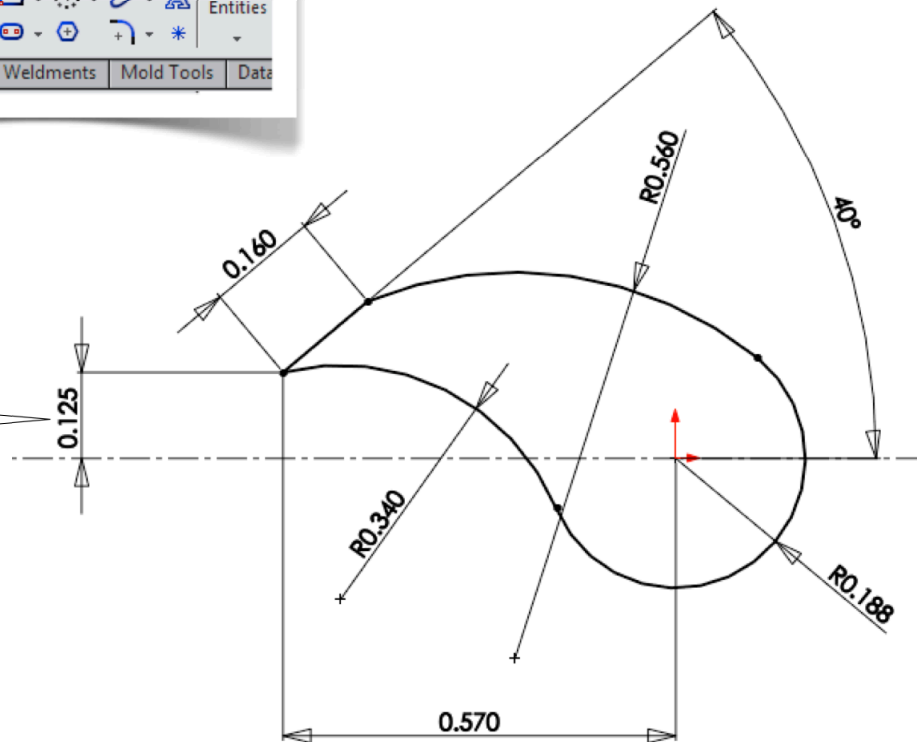 Entities
Weldments
Mold Tools
Data
R0.560
40°
0.160
0.125
R0.340
R0.188
0.570